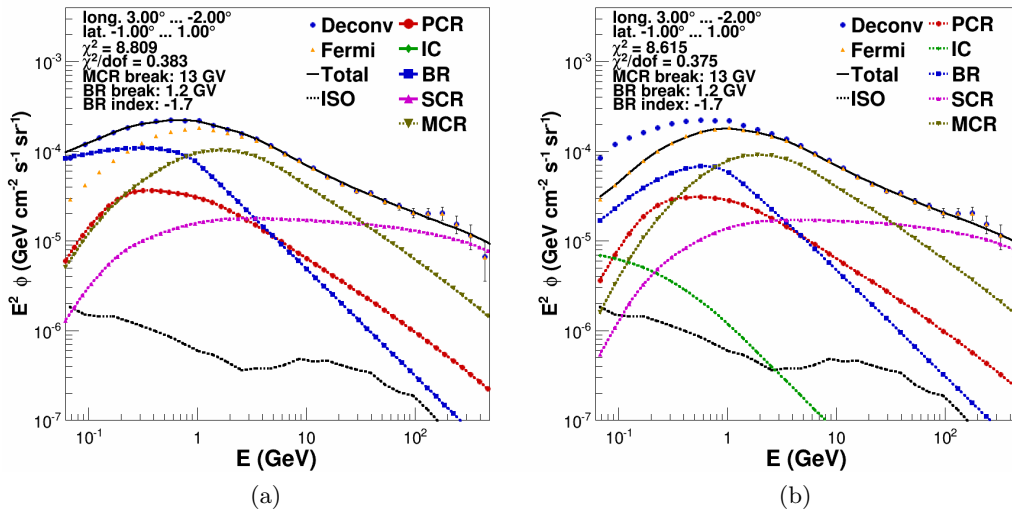 long. 3.00° ... -2.00°
lat. -1.00° ... 1.00°
χ² = 8.809
χ²/dof = 0.383
MCR break: 13 GV
BR break: 1.2 GV
BR index: -1.7
Deconv
Fermi
Total
ISO
PCR
IC
BR
SCR
MCR
E² ϕ (GeV cm⁻² s⁻¹ sr⁻¹)
10⁻³
10⁻⁴
10⁻⁵
10⁻⁶
10⁻⁷
10⁻¹
1
10
10²
E (GeV)
(a)
long. 3.00° ... -2.00°
lat. -1.00° ... 1.00°
χ² = 8.615
χ²/dof = 0.375
MCR break: 13 GV
BR break: 1.2 GV
BR index: -1.7
Deconv
Fermi
Total
ISO
PCR
IC
BR
SCR
MCR
E² ϕ (GeV cm⁻² s⁻¹ sr⁻¹)
10⁻³
10⁻⁴
10⁻⁵
10⁻⁶
10⁻⁷
10⁻¹
1
10
10²
E (GeV)
(b)